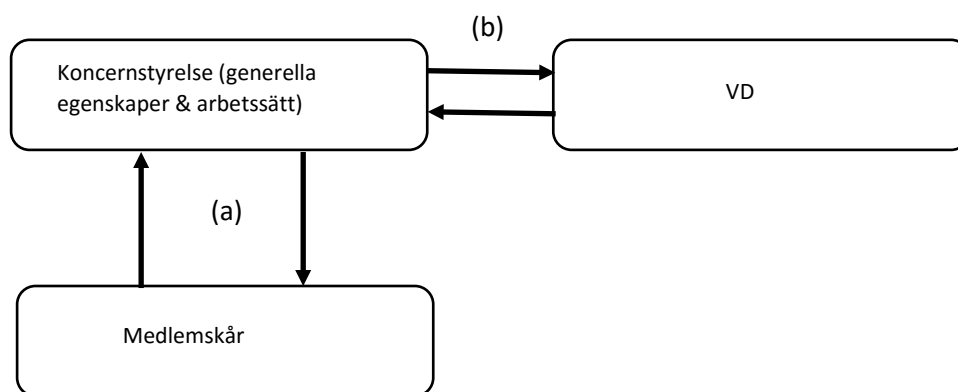 (b)
Koncernstyrelse (generella
egenskaper & arbetssätt)
VD
(a)
Medlemskår